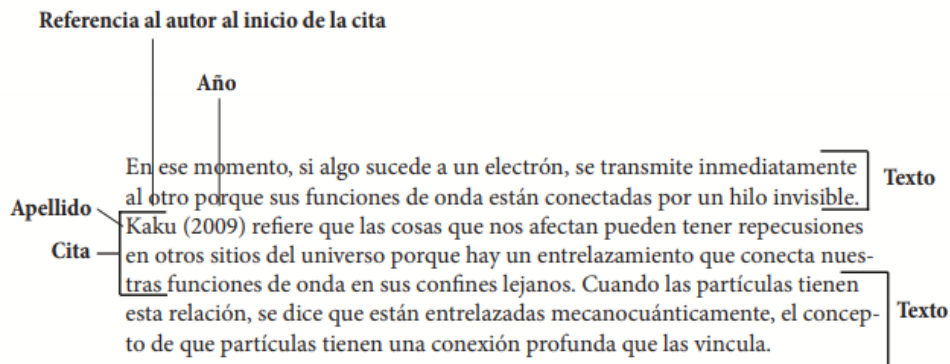 Referencia al autor al inicio de la cita
Año
En ese momento, si algo sucede a un electrón, se transmite inmediatamente
al otro porque sus funciones de onda están conectadas por un hilo invisible.
Texto
Apellido
Kaku (2009) refiere que las cosas que nos afectan pueden tener repecusiones
Cita
en otros sitios del universo porque hay un entrelazamiento que conecta nues-
tras funciones de onda en sus confines lejanos. Cuando las partículas tienen
esta relación, se dice que están entrelazadas mecanocuánticamente, el concep-
Texto
to de que partículas tienen una conexión profunda que las vincula.